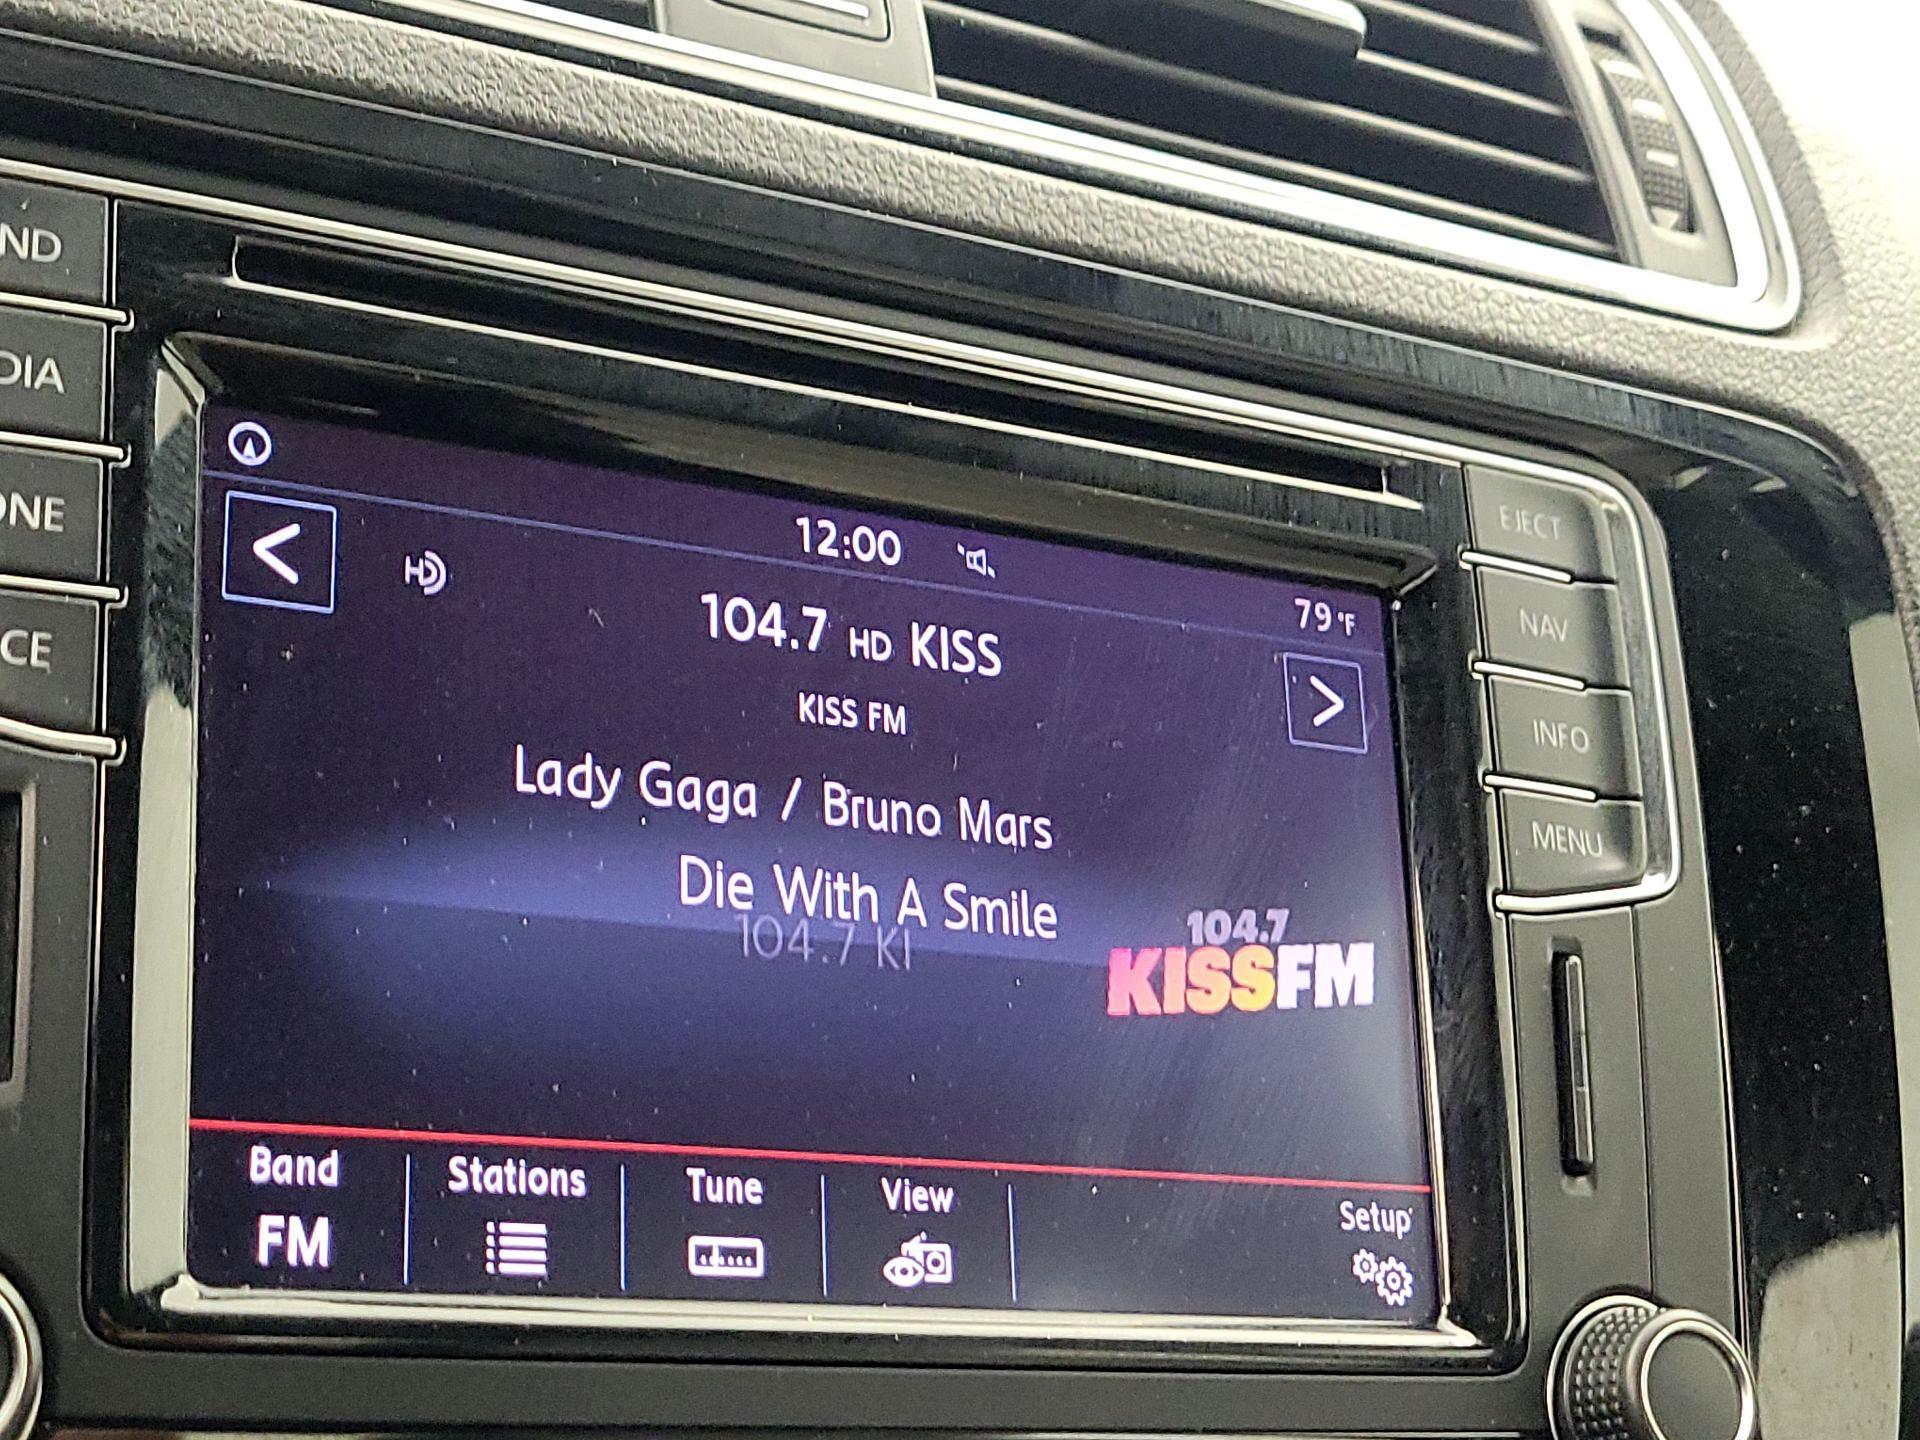 ND
DIA
ONE
CE
12:00
79 °F
HD
104.7 HD KISS
KISS FM
Lady Gaga / Bruno Mars
Die With A Smile
104.7 KI
104.7
KISSFM
Band
FM
Stations
Tune
View
Setup
EJECT
NAV
INFO
MENU